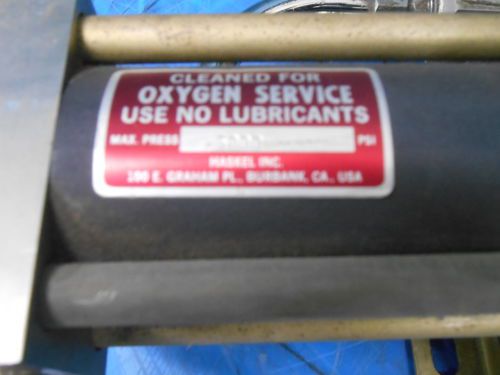 CLEANED FOR
OXYGEN SERVICE
USE NO LUBRICANTS
MAX. PRESS PSI
HASKEL INC.
100 E. GRAHAM PL., BURBANK, CA., USA